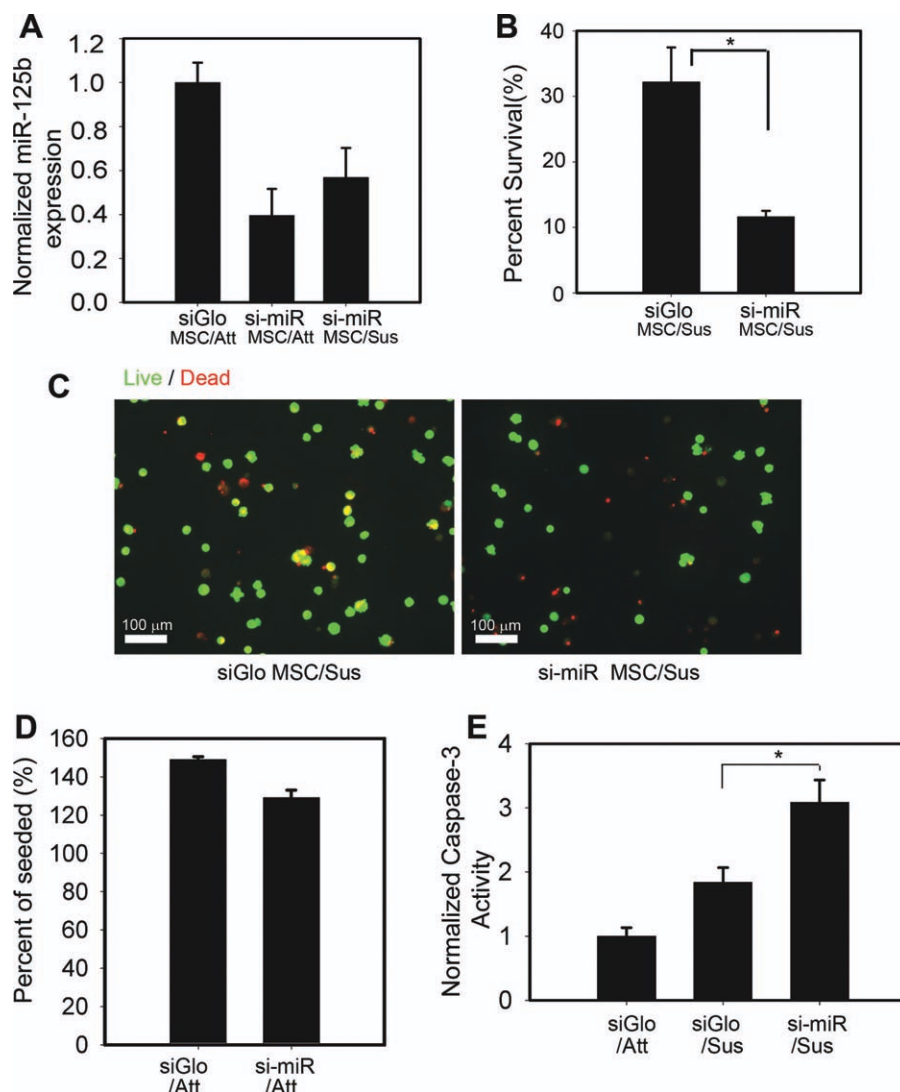 A
Normalized miR-125b
expression
1.2
1.0
0.8
0.6
0.4
0.2
0.0
siGlo si-miR si-miR
MSC/Att MSC/Att MSC/Sus
B
Percent Survival(%)
40
30
20
10
0
*
siGlo si-miR
MSC/Sus MSC/Sus
C
Live / Dead
100 μm
100 μm
siGlo MSC/Sus
si-miR MSC/Sus
D
Percent of seeded (%)
160
140
120
100
80
60
40
20
0
siGlo si-miR
/Att /Att
E
Normalized Caspase-3
Activity
4
3
2
1
0
*
siGlo siGlo si-miR
/Att /Sus /Sus